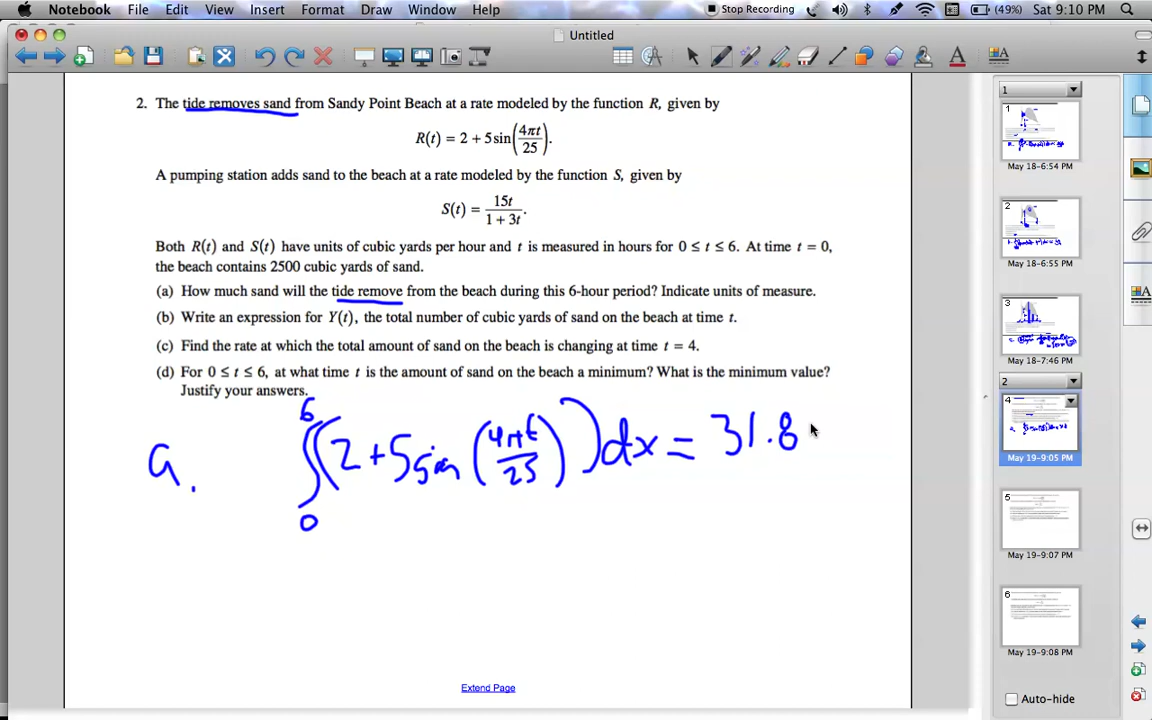 Notebook File Edit View Insert Format Draw Window Help Stop Recording (49%) Sat 9:10 PM
Untitled
2. The tide removes sand from Sandy Point Beach at a rate modeled by the function R, given by
R(t) = 2 + 5sin(4πt/25).
A pumping station adds sand to the beach at a rate modeled by the function S, given by
S(t) = 15t/(1 + 3t).
Both R(t) and S(t) have units of cubic yards per hour and t is measured in hours for 0 ≤ t ≤ 6. At time t = 0,
the beach contains 2500 cubic yards of sand.
(a) How much sand will the tide remove from the beach during this 6-hour period? Indicate units of measure.
(b) Write an expression for Y(t), the total number of cubic yards of sand on the beach at time t.
(c) Find the rate at which the total amount of sand on the beach is changing at time t = 4.
(d) For 0 ≤ t ≤ 6, at what time t is the amount of sand on the beach a minimum? What is the minimum value?
Justify your answers.
a. ∫₀⁶(2+5sin(4πt/25))dx = 31.8
Extend Page
1
1
May 18-6:54 PM
2
May 18-6:55 PM
3
May 18-7:46 PM
2
4
May 19-9:05 PM
5
May 19-9:07 PM
6
May 19-9:08 PM
Auto-hide